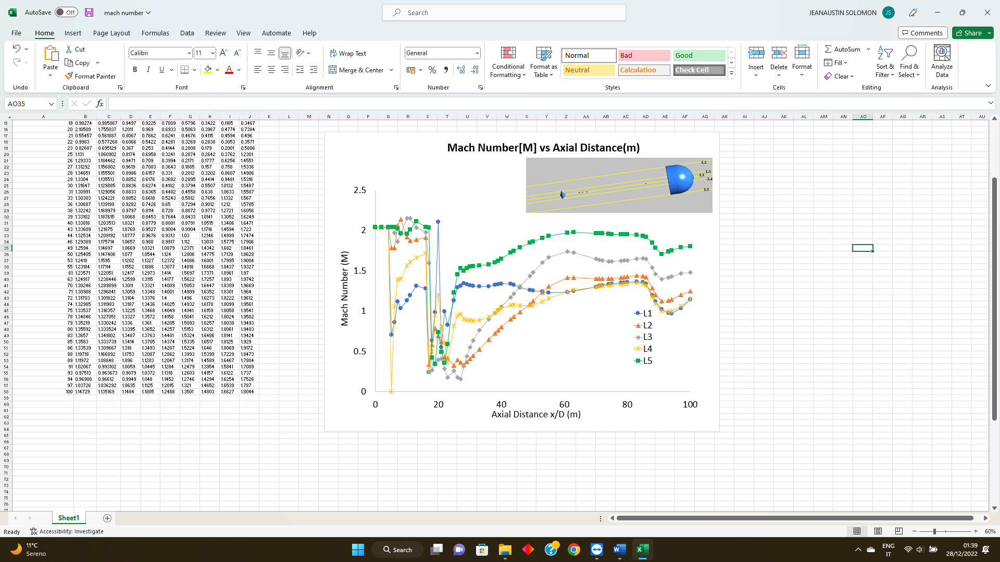 AutoSave Off mach number Search JEANAUSTIN SOLOMON JS
File Home Insert Page Layout Formulas Data Review View Automate Help Comments Share
Cut Calibri 11 Wrap Text General Normal Bad Good AutoSum
Paste Copy Conditional Format as Insert Delete Format Fill Sort & Find & Analyze
Format Painter B I U Merge & Center % Formatting Table Neutral Calculation Check Cell Clear Filter Select Data
Undo Clipboard Font Alignment Number Styles Cells Editing Analysis
AO35 fx
A B C D E F G H I J K L M N O P Q R S T U V W X Y Z AA AB AC AD AE AF AG AH AI AJ AK AL AM AN AO AP AQ AR AS AT AU
15 19 0.98274 0.985867 0.9497 0.9225 0.7809 0.5796 0.3422 0.1185 0.3467
16 20 2.10509 1.755037 1.2011 0.969 0.6933 0.5063 0.3967 0.4774 0.7384
17 21 0.55457 0.561887 0.8067 0.7662 0.6241 0.4676 0.4115 0.4594 0.496
18 22 0.9983 0.577268 0.6066 0.5422 0.4281 0.3269 0.2838 0.3053 0.3571
19 23 0.82687 0.695129 0.367 0.253 0.4144 0.2808 0.179 0.2001 0.5886
20 25 1.131 1.060902 0.8174 0.6958 0.3241 0.2874 0.2642 0.3762 1.2301
21 26 1.29333 1.184462 0.9471 0.709 0.3994 0.2171 0.1777 0.6256 1.4551
22 27 1.31292 1.156802 0.9619 0.7083 0.3643 0.1885 0.157 0.758 1.5336
23 28 1.34651 1.155501 0.8986 0.6157 0.331 0.2012 0.3202 0.8607 1.4986
24 29 1.3304 1.135513 0.8852 0.6176 0.3682 0.2895 0.4414 0.9481 1.5316
25 30 1.31647 1.129885 0.8836 0.6274 0.4102 0.3794 0.5507 1.0132 1.5487
26 31 1.30991 1.129056 0.8833 0.6365 0.4482 0.4558 0.638 1.0633 1.5587
27 33 1.30303 1.124221 0.8852 0.6618 0.5243 0.5812 0.7656 1.1332 1.567
28 36 1.30687 1.139199 0.9282 0.7426 0.65 0.7294 0.9012 1.212 1.5785
29 38 1.32242 1.169979 0.9797 0.8114 0.728 0.8072 0.9772 1.2721 1.6056
30 39 1.33102 1.187615 1.0068 0.8453 0.7644 0.8433 1.0141 1.3052 1.6249
31 40 1.33818 1.203513 1.0321 0.8779 0.8001 0.8791 1.0515 1.3406 1.6471
32 43 1.33609 1.21875 1.0769 0.9527 0.9004 0.9904 1.1716 1.4594 1.723
33 44 1.32534 1.209192 1.0777 0.9676 0.9313 1.03 1.2146 1.4999 1.7474
34 46 1.29389 1.175714 1.0657 0.988 0.9917 1.112 1.3031 1.5775 1.7906
35 49 1.2594 1.14697 1.0669 1.0321 1.0879 1.2371 1.4342 1.682 1.8461
36 50 1.25405 1.147406 1.077 1.0544 1.124 1.2806 1.4775 1.7139 1.8628
37 53 1.2418 1.1595 1.1202 1.1327 1.2372 1.4086 1.6001 1.7995 1.9084
38 55 1.23184 1.17114 1.1552 1.1886 1.3077 1.4818 1.6668 1.8437 1.9327
39 61 1.23571 1.22051 1.2417 1.2973 1.414 1.5697 1.7371 1.8961 1.97
40 63 1.24917 1.238446 1.2599 1.3115 1.4177 1.5622 1.7257 1.893 1.9742
41 70 1.30246 1.289899 1.3011 1.3321 1.4009 1.5053 1.6447 1.8389 1.9669
42 71 1.30988 1.296041 1.3059 1.3348 1.4001 1.4999 1.6352 1.8301 1.964
43 72 1.31703 1.301822 1.3104 1.3376 1.4 1.496 1.6273 1.8222 1.9612
44 74 1.32985 1.311983 1.3187 1.3436 1.4025 1.4932 1.6178 1.8099 1.9561
45 75 1.33537 1.316357 1.3225 1.3468 1.4049 1.4941 1.6159 1.8058 1.9541
46 78 1.34846 1.327051 1.3327 1.3572 1.4158 1.5041 1.6212 1.8024 1.9502
47 79 1.35219 1.330242 1.336 1.361 1.4205 1.5093 1.6257 1.8038 1.9493
48 80 1.35592 1.333524 1.3395 1.3652 1.4257 1.5153 1.6312 1.8061 1.9483
49 83 1.3657 1.341802 1.3487 1.3763 1.4401 1.5324 1.6486 1.8141 1.9424
50 85 1.3583 1.333739 1.3414 1.3705 1.4374 1.5335 1.6517 1.8125 1.929
51 86 1.33539 1.309667 1.318 1.3493 1.4207 1.5224 1.646 1.8069 1.9172
52 88 1.19718 1.166892 1.1753 1.2087 1.2862 1.3993 1.5399 1.7229 1.8473
53 89 1.11972 1.08848 1.096 1.1283 1.2047 1.3174 1.4589 1.6467 1.7804
54 91 1.02067 0.993102 1.0059 1.0445 1.1284 1.2479 1.3954 1.5841 1.7089
55 93 0.97513 0.963673 0.9879 1.0372 1.1318 1.2603 1.4157 1.6122 1.737
56 94 0.96908 0.96612 0.9949 1.048 1.1452 1.2746 1.4294 1.6254 1.7526
57 97 1.03726 1.036292 1.0635 1.1125 1.2015 1.321 1.4652 1.6539 1.787
58 100 1.14729 1.135169 1.1484 1.1805 1.2488 1.3501 1.4803 1.6627 1.8044
59
60
61
62
63
64
65
66
67
68
69
70
71
72
73
74
75
76
77
Mach Number[M] vs Axial Distance(m)
L2
L3
L1
L4
L5
2.5
2
1.5
1
0.5
0
Mach Number (M)
L1
L2
L3
L4
L5
0 20 40 60 80 100
Axial Distance x/D (m)
Sheet1
Ready Accessibility: Investigate 60%
11°C
Sereno
Search
ENG
IT
01:39
28/12/2022